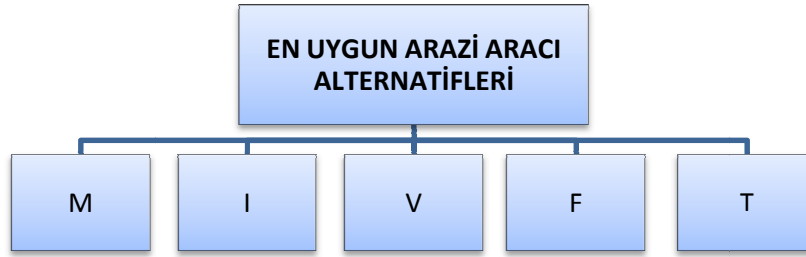 EN UYGUN ARAZİ ARACI
ALTERNATİFLERİ
M
I
V
F
T